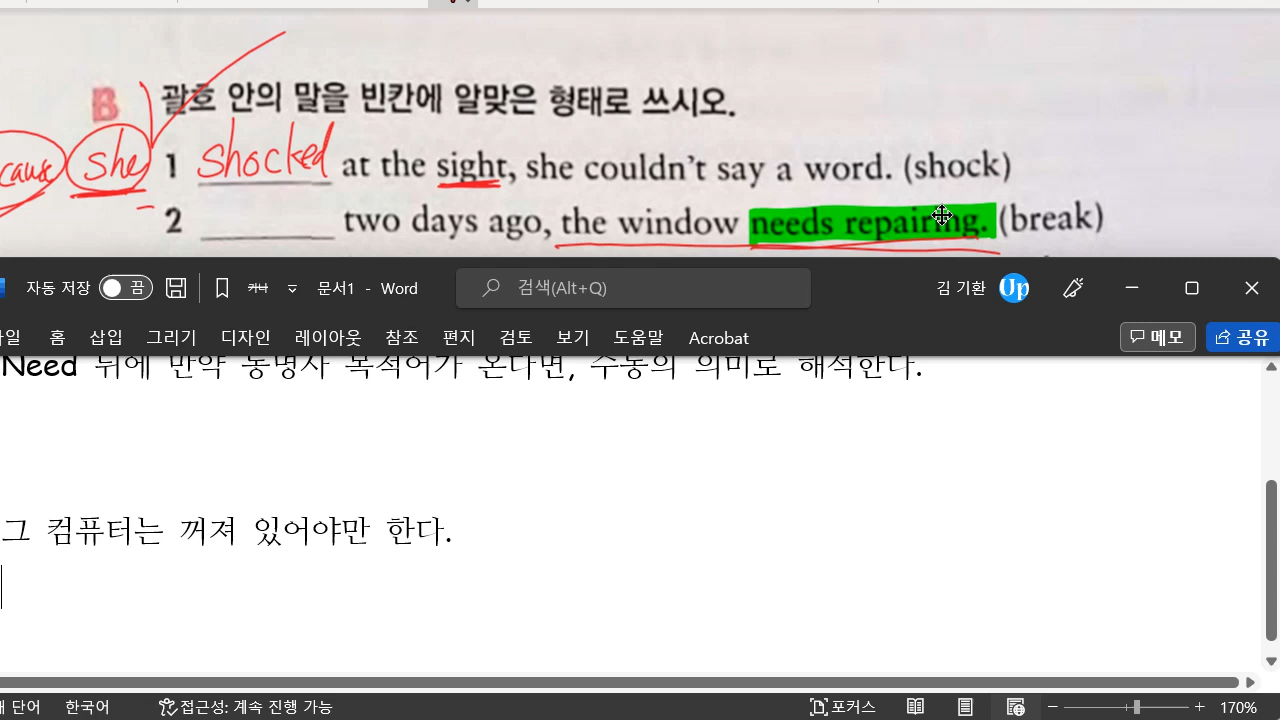 B 괄호 안의 말을 빈칸에 알맞은 형태로 쓰시오.
she 1 Shocked at the sight, she couldn't say a word. (shock)
2 two days ago, the window needs repairing. (break)
자동 저장 끔 문서1 - Word 검색(Alt+Q) 김 기환 Up
홈 삽입 그리기 디자인 레이아웃 참조 편지 검토 보기 도움말 Acrobat 메모 공유
Need 뒤에 만약 동명사 목적어가 온다면, 수동의 의미로 해석한다.
그 컴퓨터는 꺼져 있어야만 한다.
단어 한국어 접근성: 계속 진행 가능 포커스 170%